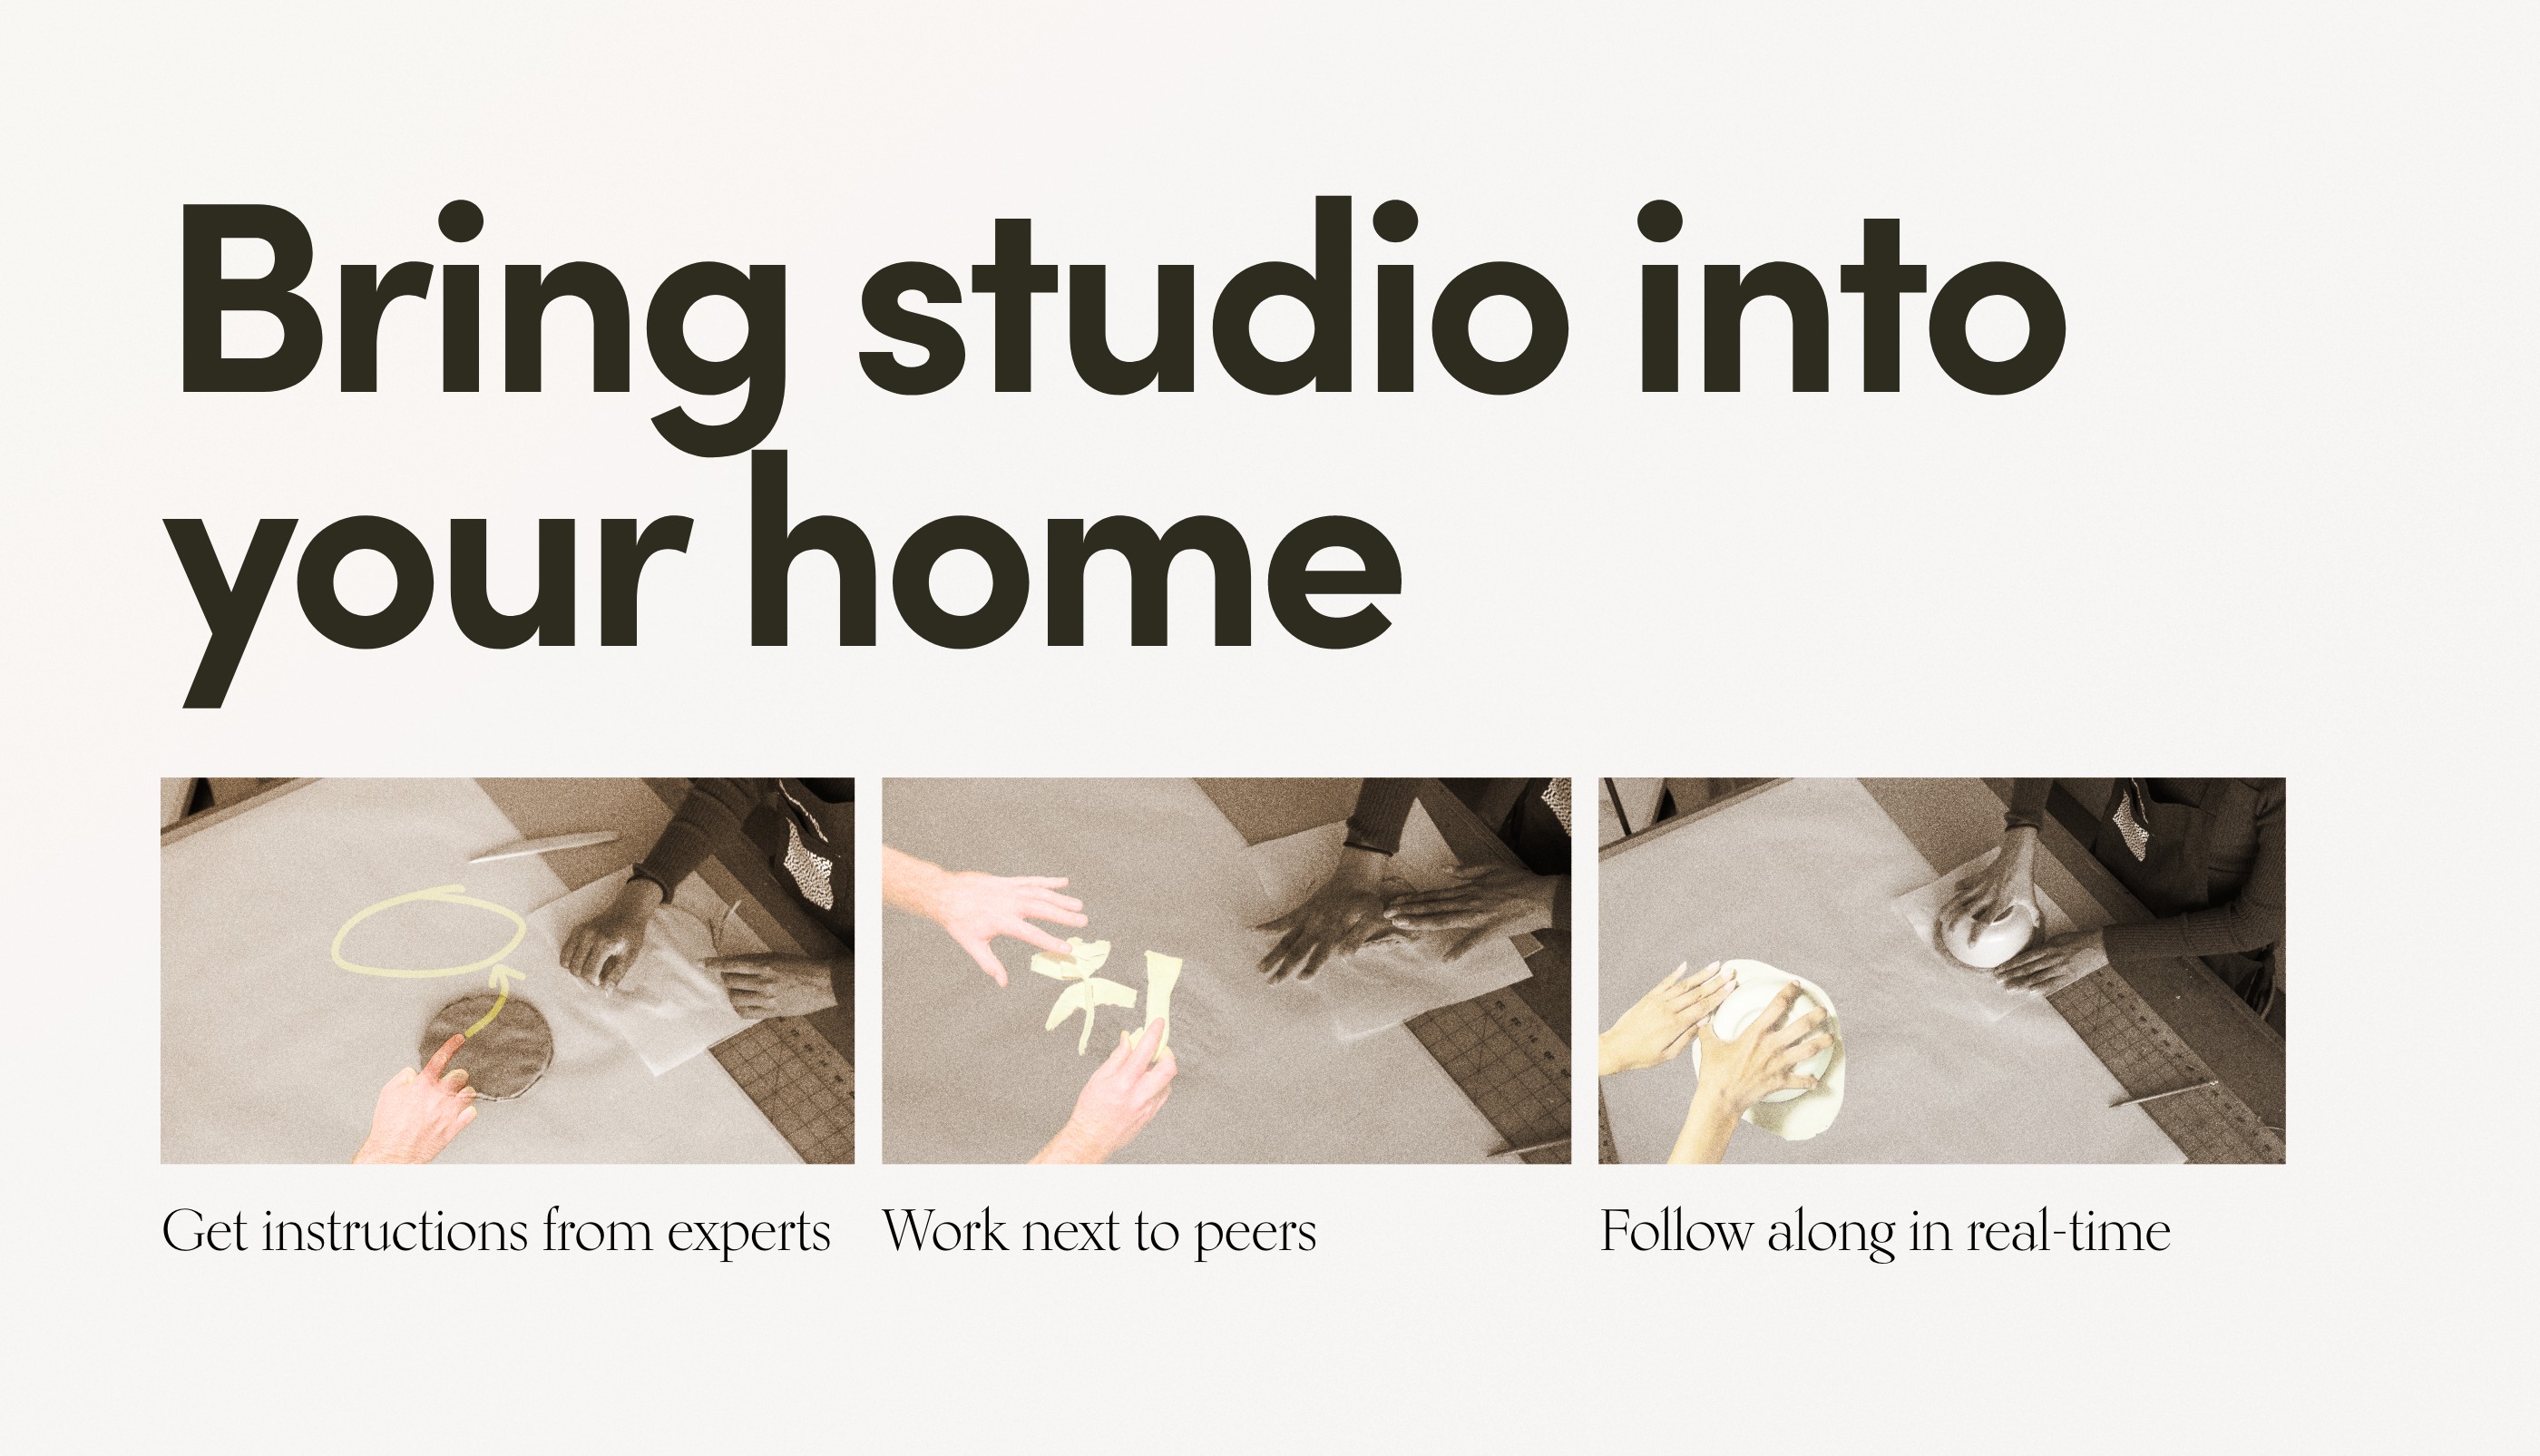 Bring studio into
your home
Get instructions from experts
Work next to peers
Follow along in real-time